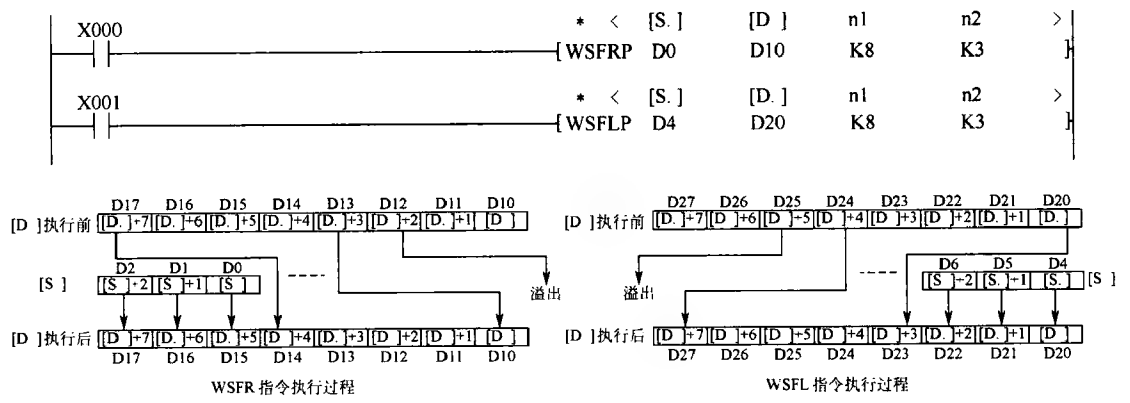 * < [S. ] [D ] n1 n2 >
X000
[ WSFRP D0 D10 K8 K3 ]
* < [S. ] [D. ] n1 n2 >
X001
[ WSFLP D4 D20 K8 K3 ]
D17 D16 D15 D14 D13 D12 D11 D10
[D ]执行前 [D. ]+7 [D. ]+6 [D. ]+5 [D. ]+4 [D. ]+3 [D. ]+2 [D. ]+1 [D ]
D2 D1 D0
[S ] [S ]+2 [S ]+1 [S ]
溢出
[D ]执行后 [D ]+7 [D. ]+6 [D. ]+5 [D ]+4 [D. ]+3 [D. ]+2 [D ]+1 [D ]
D17 D16 D15 D14 D13 D12 D11 D10
WSFR 指令执行过程
D27 D26 D25 D24 D23 D22 D21 D20
[D ]执行前 [D. ]+7 [D. ]+6 [D. ]+5 [D. ]+4 [D. ]+3 [D. ]+2 [D. ]+1 [D. ]
D6 D5 D4
[S ]+2 [S. ]+1 [S. ] [S ]
溢出
[D ]执行后 [D. ]+7 [D. ]+6 [D. ]+5 [D. ]+4 [D. ]+3 [D. ]+2 [D. ]+1 [D ]
D27 D26 D25 D24 D23 D22 D21 D20
WSFL 指令执行过程